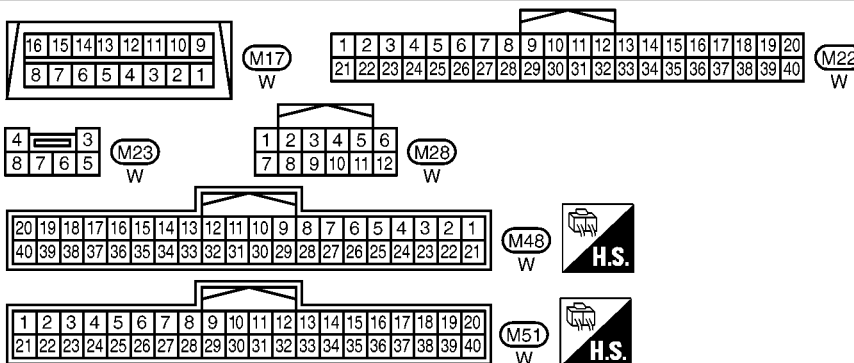 16 15 14 13 12 11 10 9
8 7 6 5 4 3 2 1
M17
W
1 2 3 4 5 6 7 8 9 10 11 12 13 14 15 16 17 18 19 20
21 22 23 24 25 26 27 28 29 30 31 32 33 34 35 36 37 38 39 40
M22
W
4 3
8 7 6 5
M23
W
1 2 3 4 5 6
7 8 9 10 11 12
M28
W
20 19 18 17 16 15 14 13 12 11 10 9 8 7 6 5 4 3 2 1
40 39 38 37 36 35 34 33 32 31 30 29 28 27 26 25 24 23 22 21
M48
W
H.S.
1 2 3 4 5 6 7 8 9 10 11 12 13 14 15 16 17 18 19 20
21 22 23 24 25 26 27 28 29 30 31 32 33 34 35 36 37 38 39 40
M51
W
H.S.